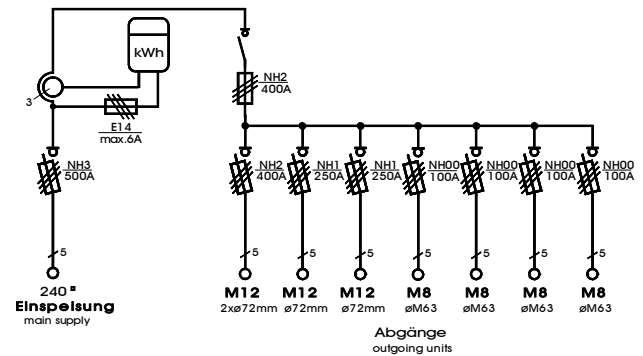 kWh
NH2
400A
3
E14
max.6A
NH3
500A
NH2
400A
NH1
250A
NH1
250A
NH00
100A
NH00
100A
NH00
100A
NH00
100A
5
5
5
5
5
5
5
5
240
M12
M12
M12
M8
M8
M8
M8
Einspeisung
main supply
2xø72mm
ø72mm
ø72mm
øM63
øM63
øM63
øM63
Abgänge
outgoing units